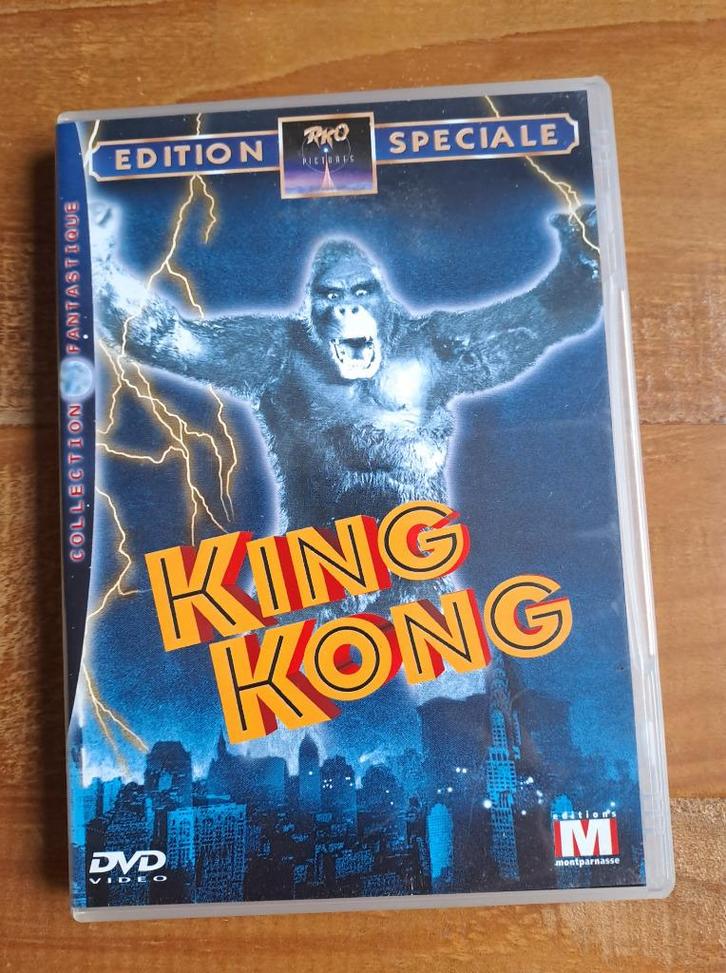 EDITION RKO PICTURES SPECIALE
COLLECTION FANTASTIQUE
KING
KONG
DVD
VIDEO
editions
M
montparnasse